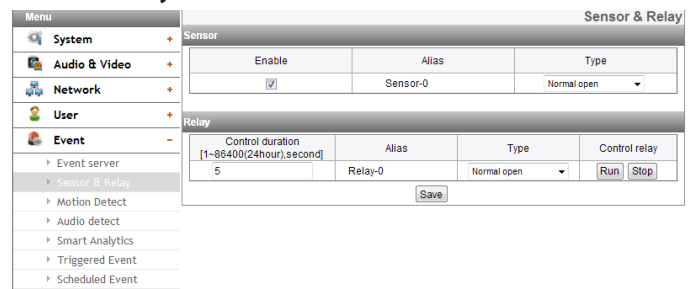 Menu
Sensor & Relay
System +
Audio & Video +
Network +
User +
Event -
Event server
Sensor & Relay
Motion Detect
Audio detect
Smart Analytics
Triggered Event
Scheduled Event
Sensor
Enable Alias Type
Sensor-0 Normal open
Relay
Control duration
[1~86400(24hour),second] Alias Type Control relay
5 Relay-0 Normal open Run Stop
Save